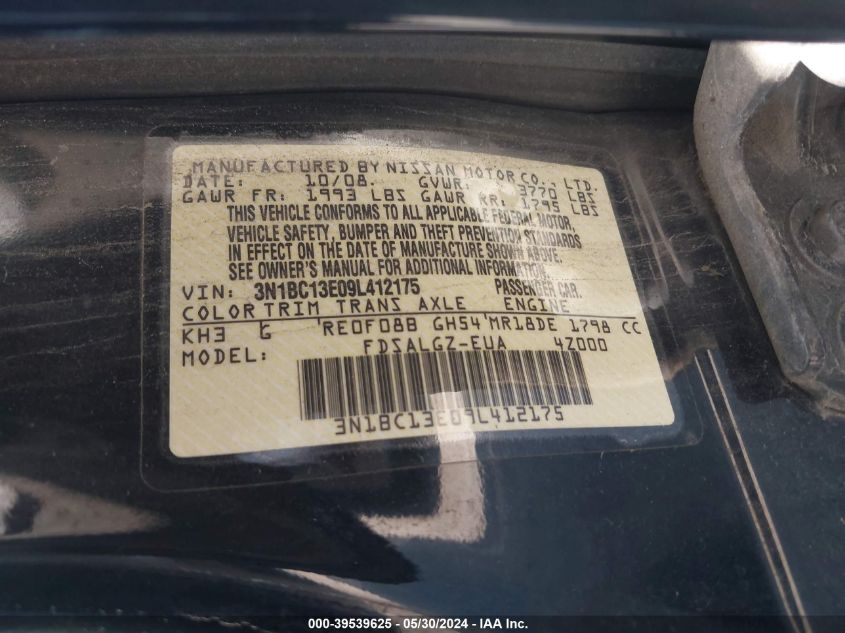 MANUFACTURED BY NISSAN MOTOR CO., LTD.
DATE: 10/08. GVWR: 3770 LBS
GAWR FR: 1993 LBS GAWR RR: 1795 LBS
THIS VEHICLE CONFORMS TO ALL APPLICABLE FEDERAL MOTOR
VEHICLE SAFETY, BUMPER AND THEFT PREVENTION STANDARDS
IN EFFECT ON THE DATE OF MANUFACTURE SHOWN ABOVE.
SEE OWNER'S MANUAL FOR ADDITIONAL INFORMATION.
VIN: 3N1BC13E09L412175 PASSENGER CAR.
COLOR TRIM TRANS AXLE ENGINE
KH3 G RE0F08B GH54 MR18DE 1798 CC
MODEL: FDSALGZ-EUA 4Z000
3N1BC13E09L412175
000-39539625 - 05/30/2024 - IAA Inc.